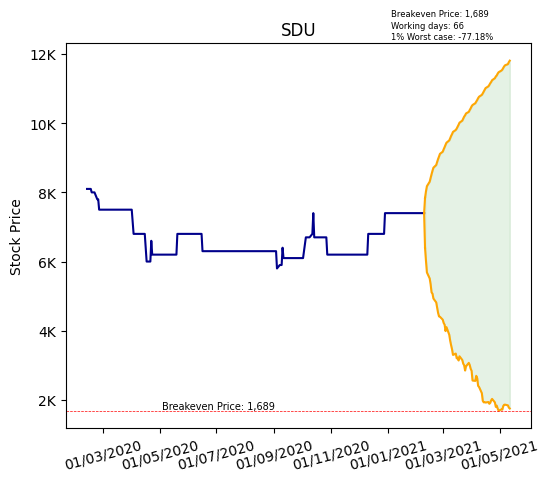 Breakeven Price: 1,689
Working days: 66
1% Worst case: -77.18%
SDU
12K
10K
8K
6K
4K
2K
Stock Price
Breakeven Price: 1,689
01/03/2020
01/05/2020
01/07/2020
01/09/2020
01/11/2020
01/01/2021
01/03/2021
01/05/2021